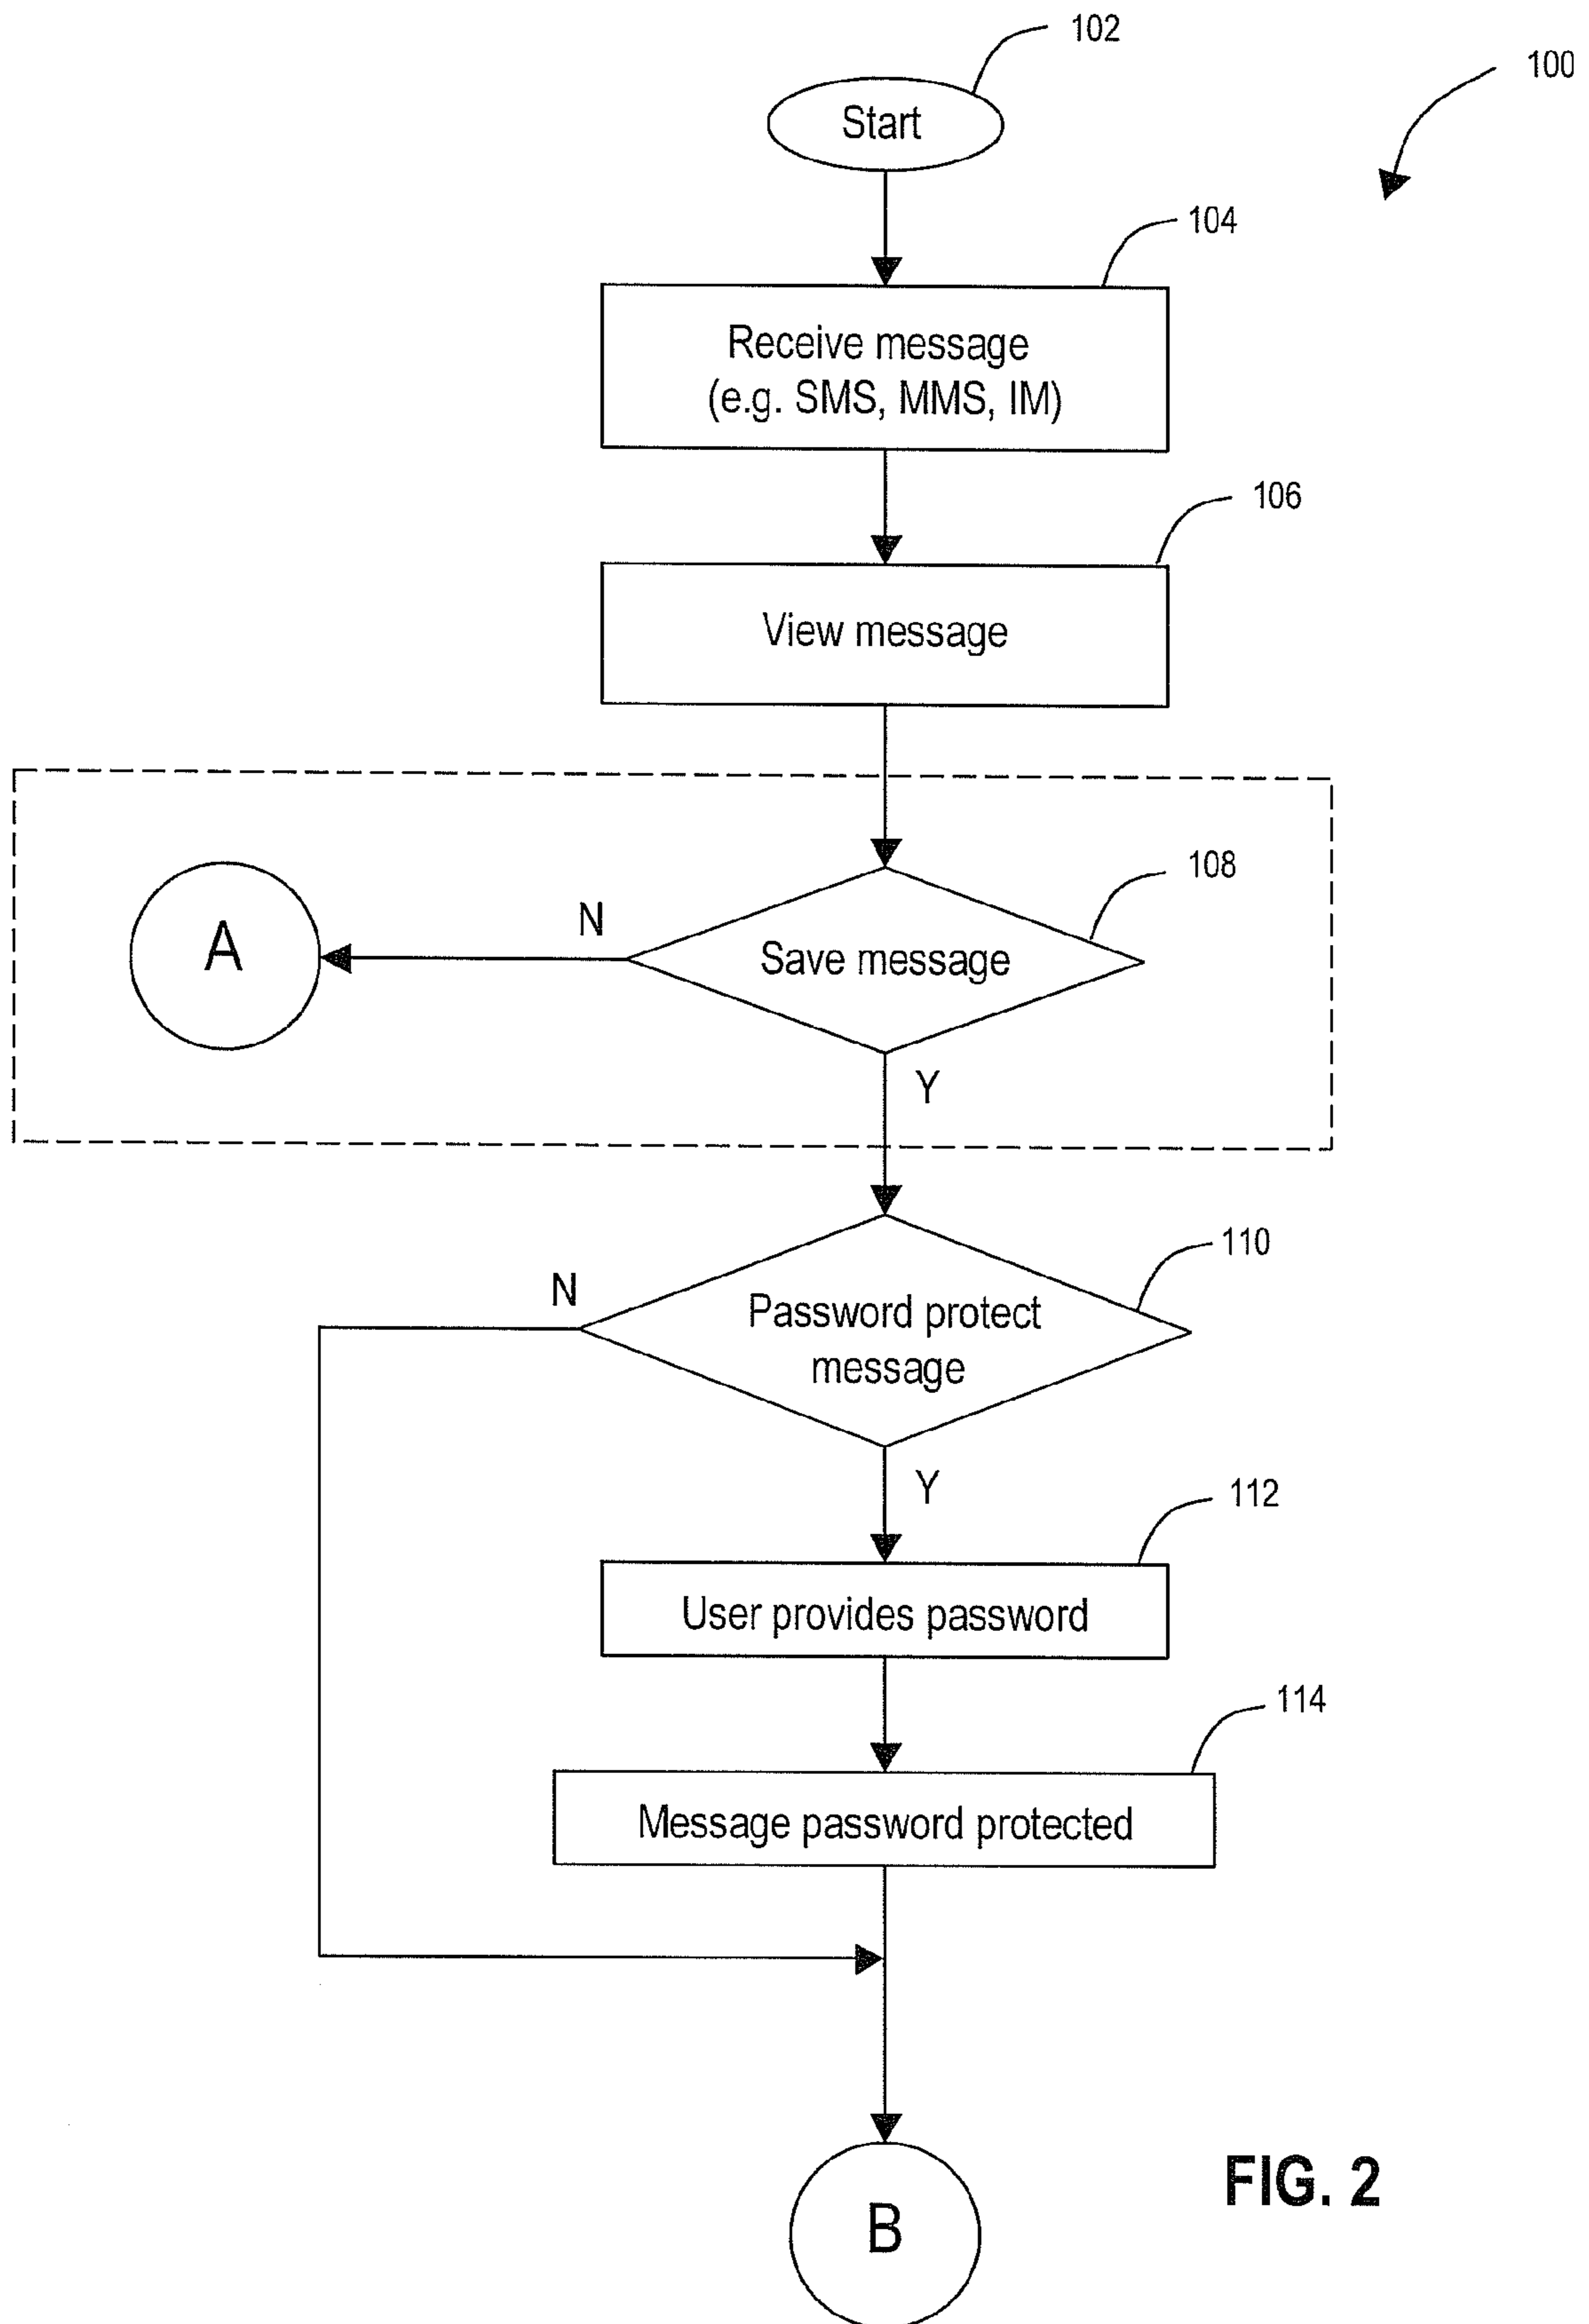 102
100
Start
104
Receive message
(e.g. SMS, MMS, IM)
106
View message
108
A
N
Save message
Y
110
N
Password protect
message
Y
112
User provides password
114
Message password protected
FIG. 2
B